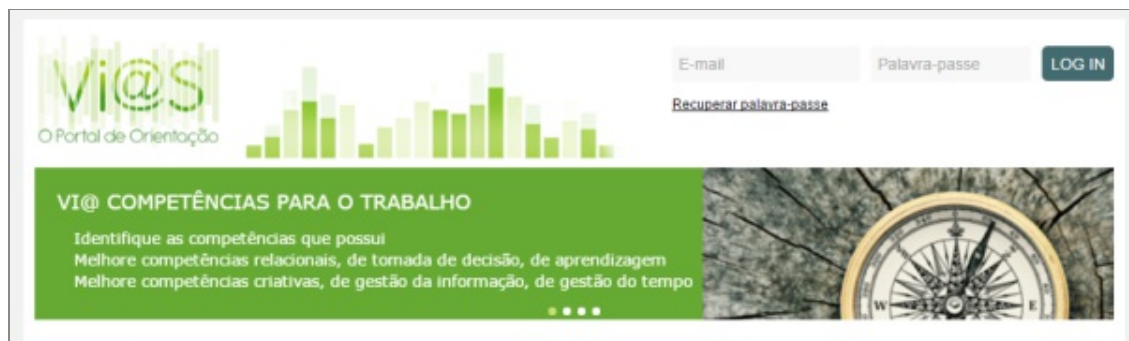 Vi@S
O Portal de Orientação
E-mail
Palavra-passe
LOG IN
Recuperar palavra-passe
VI@ COMPETÊNCIAS PARA O TRABALHO
Identifique as competências que possui
Melhore competências relacionais, de tomada de decisão, de aprendizagem
Melhore competências criativas, de gestão da informação, de gestão do tempo
W
E